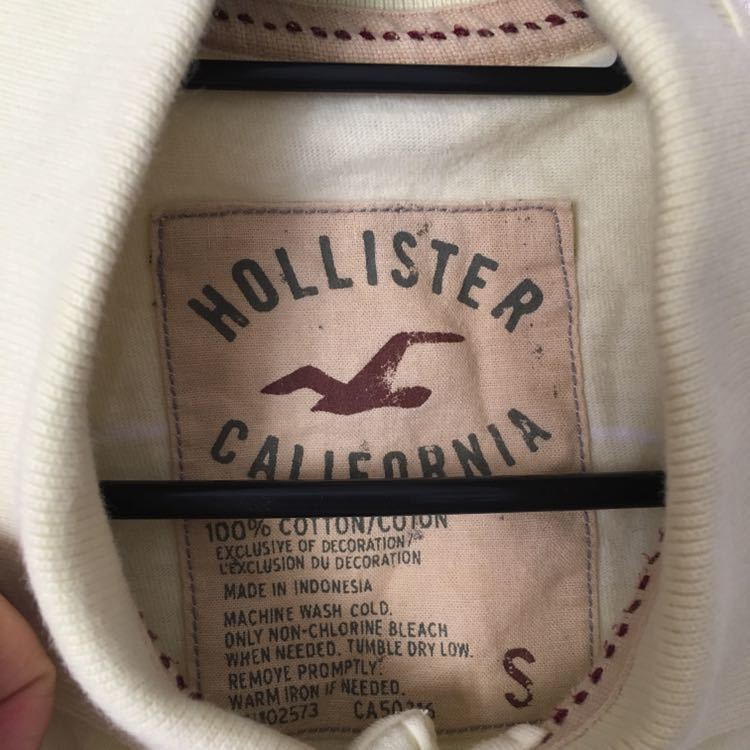 HOLLISTER
CALIFORNIA
100% COTTON/COTON
EXCLUSIVE OF DECORATION/
L'EXCLUSION DU DECORATION
MADE IN INDONESIA
MACHINE WASH COLD.
ONLY NON-CHLORINE BLEACH
WHEN NEEDED. TUMBLE DRY LOW.
REMOVE PROMPTLY.
WARM IRON IF NEEDED.
S